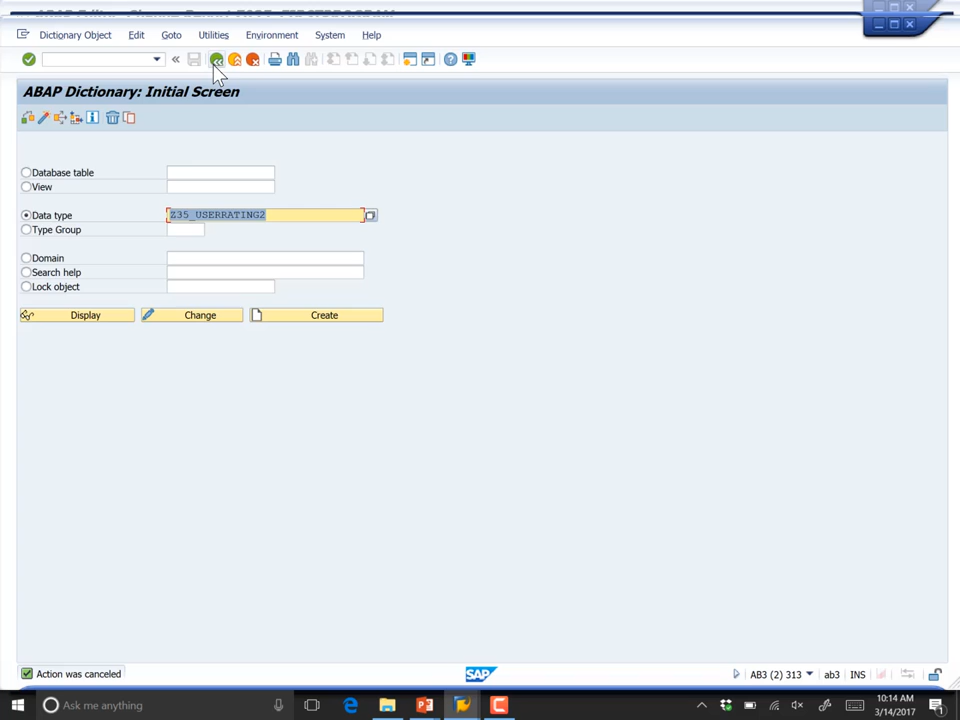 Dictionary Object Edit Goto Utilities Environment System Help
ABAP Dictionary: Initial Screen
Database table
View
Data type Z35_USERRATING2
Type Group
Domain
Search help
Lock object
Display Change Create
Action was canceled SAP AB3 (2) 313 ab3 INS
Ask me anything 10:14 AM
3/14/2017